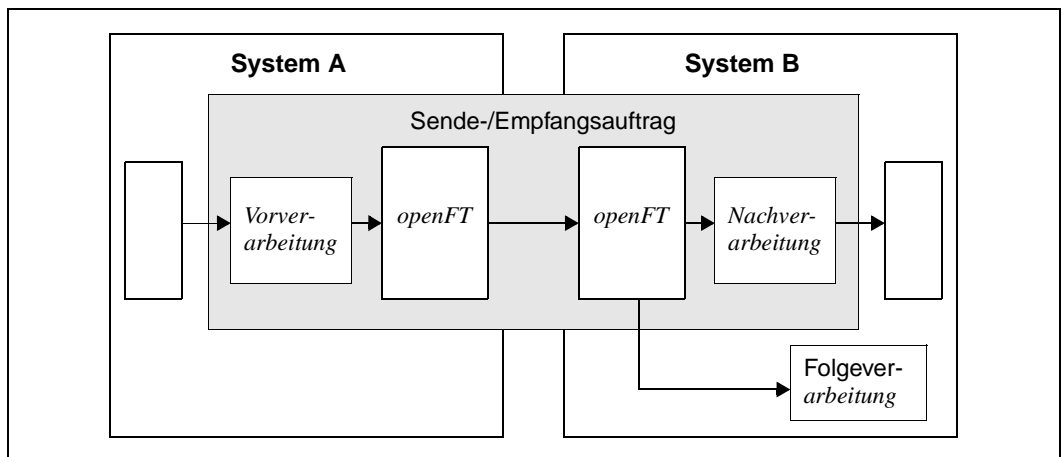 System A
System B
Sende-/Empfangsauftrag
Vorver-
arbeitung
openFT
openFT
Nachver-
arbeitung
Folgever-
arbeitung